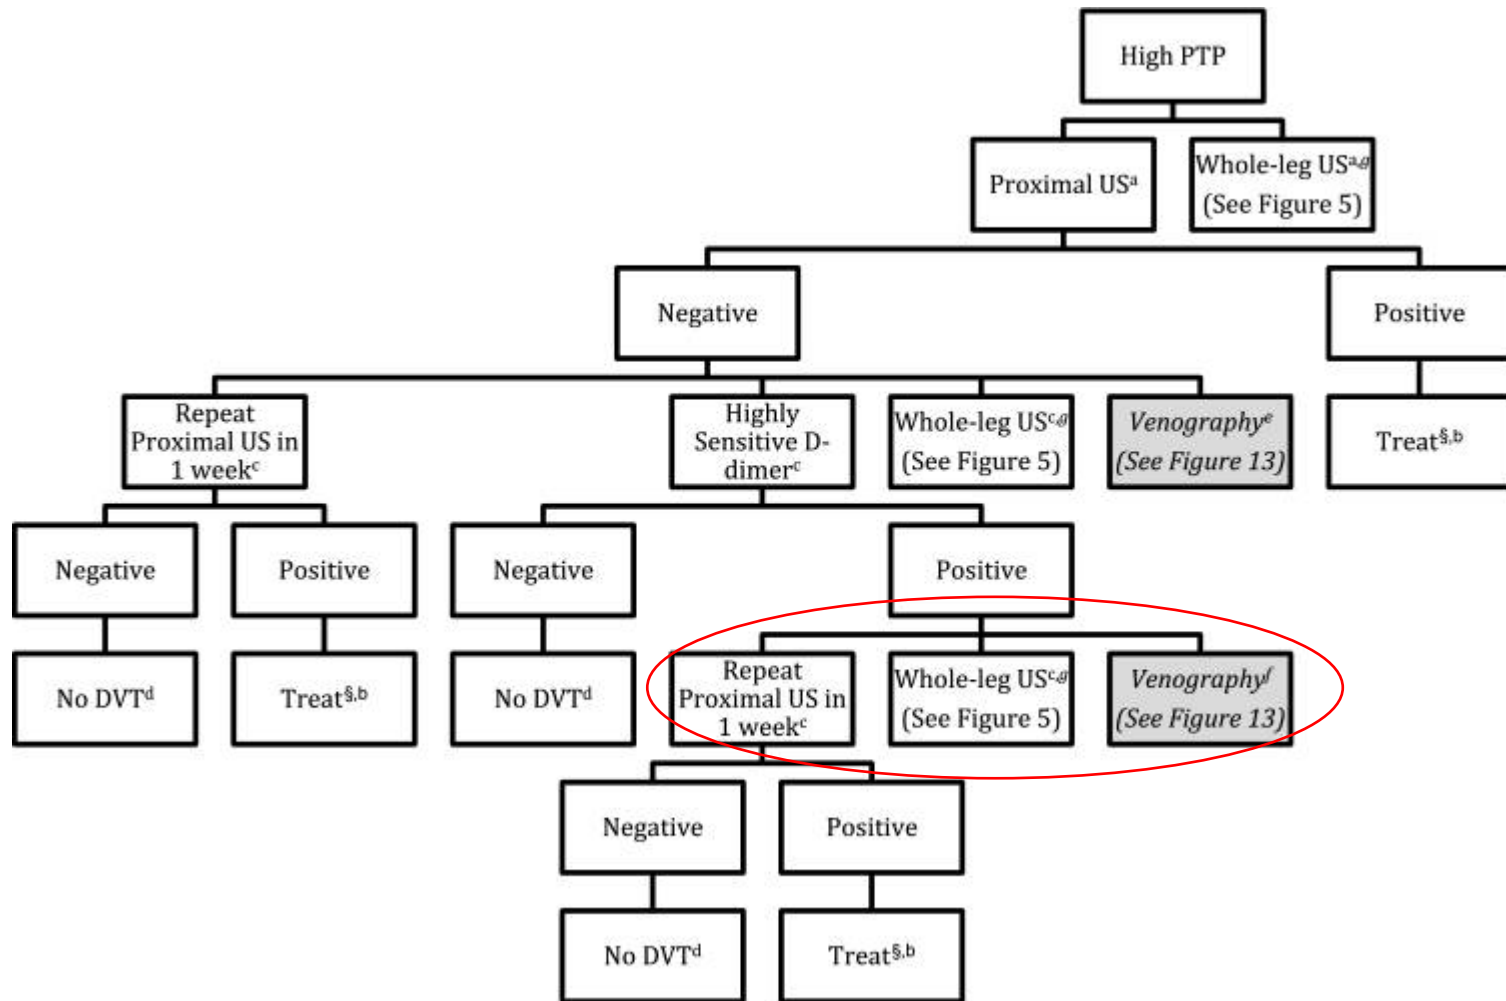 High PTP
Proximal USᵃ
Whole-leg USᵃ,ᵍ
(See Figure 5)
Negative
Positive
Repeat
Proximal US in
1 weekᶜ
Highly
Sensitive D-
dimerᶜ
Whole-leg USᶜ,ᵍ
(See Figure 5)
Venographyᵉ
(See Figure 13)
Treat§,ᵇ
Negative
Positive
Negative
Positive
No DVTᵈ
Treat§,ᵇ
No DVTᵈ
Repeat
Proximal US in
1 weekᶜ
Whole-leg USᶜ,ᵍ
(See Figure 5)
Venographyᶠ
(See Figure 13)
Negative
Positive
No DVTᵈ
Treat§,ᵇ